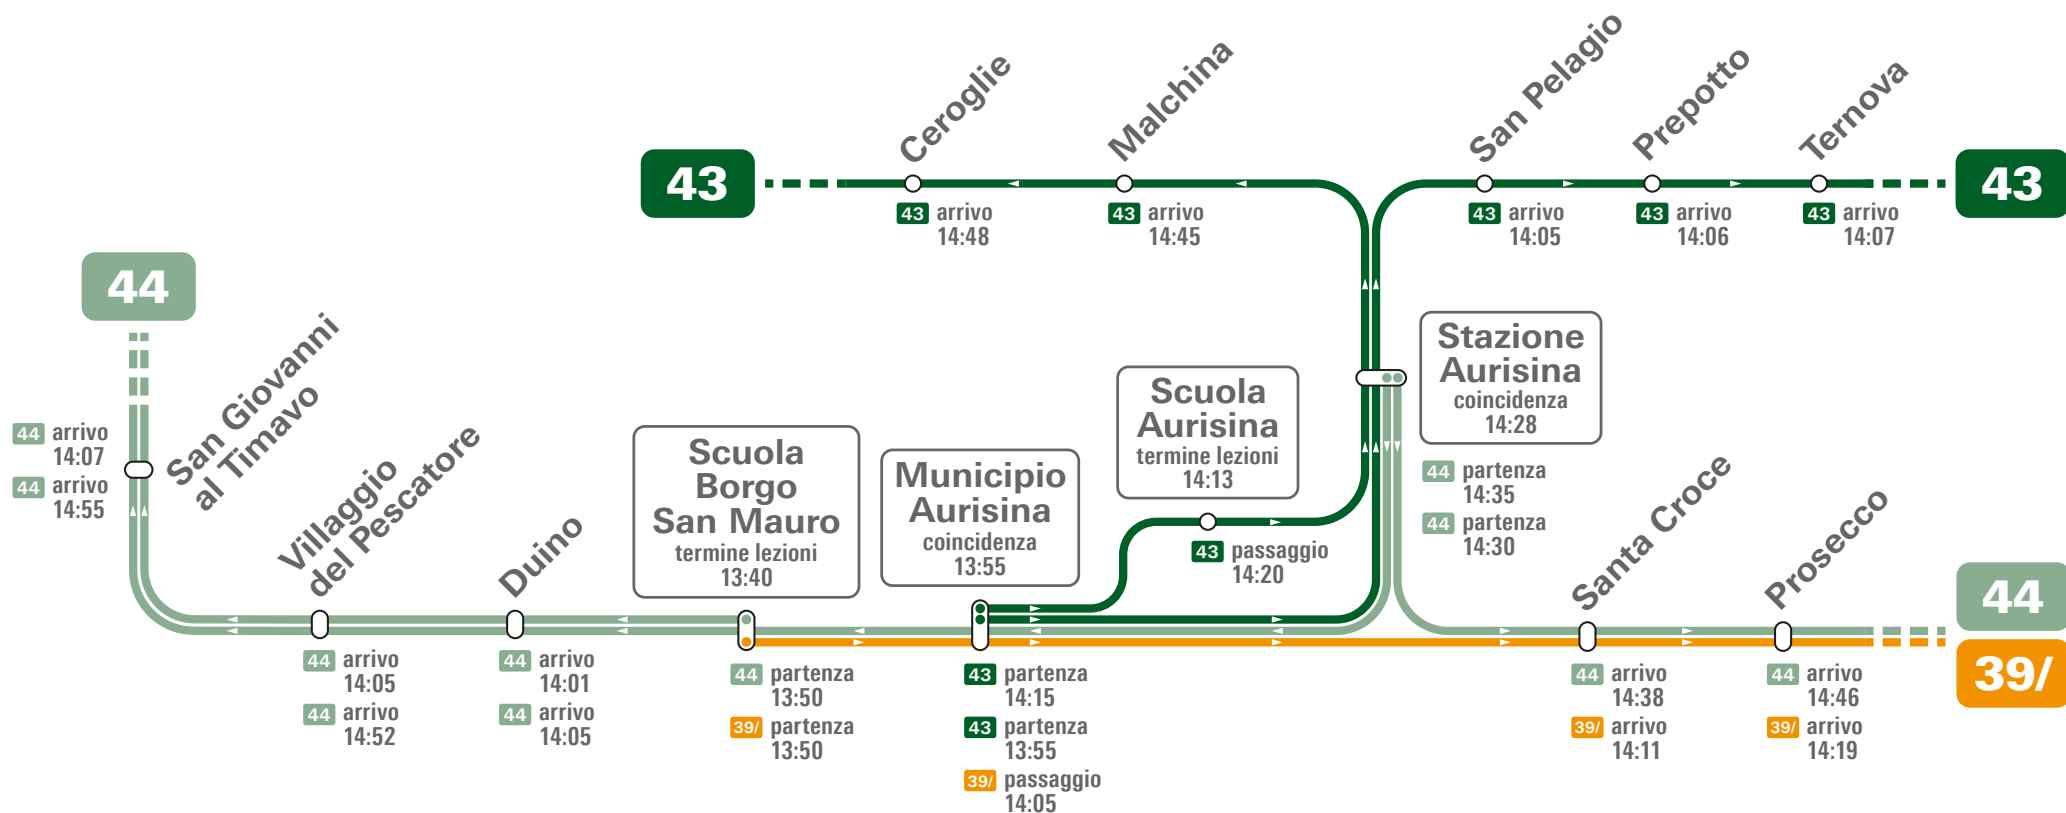 Ceroglie
Malchina
San Pelagio
Prepotto
Ternova
43
43 arrivo
14:48
43 arrivo
14:45
43 arrivo
14:05
43 arrivo
14:06
43 arrivo
14:07
43
44
San Giovanni
al Timavo
44 arrivo
14:07
44 arrivo
14:55
Villaggio
del Pescatore
Duino
Scuola
Borgo
San Mauro
termine lezioni
13:40
Municipio
Aurisina
coincidenza
13:55
Scuola
Aurisina
termine lezioni
14:13
43 passaggio
14:20
Stazione
Aurisina
coincidenza
14:28
44 partenza
14:35
44 partenza
14:30
Santa Croce
Prosecco
44
39/
44 arrivo
14:05
44 arrivo
14:52
44 arrivo
14:01
44 arrivo
14:05
44 partenza
13:50
39/ partenza
13:50
43 partenza
14:15
43 partenza
13:55
39/ passaggio
14:05
44 arrivo
14:38
39/ arrivo
14:11
44 arrivo
14:46
39/ arrivo
14:19